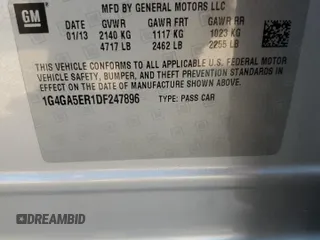 GM
MFD BY GENERAL MOTORS LLC
DATE GVWR GAWR FRT GAWR RR
01/13 2140 KG 1117 KG 1023 KG
4717 LB 2462 LB 2255 LB
THIS VEHICLE CONFORMS TO ALL APPLICABLE U.S. FEDERAL MOTOR
VEHICLE SAFETY, BUMPER, AND THEFT PREVENTION STANDARDS
IN EFFECT ON THE DATE OF MANUFACTURE SHOWN ABOVE.
1G4GA5ER1DF247896 TYPE: PASS CAR
DREAMBID